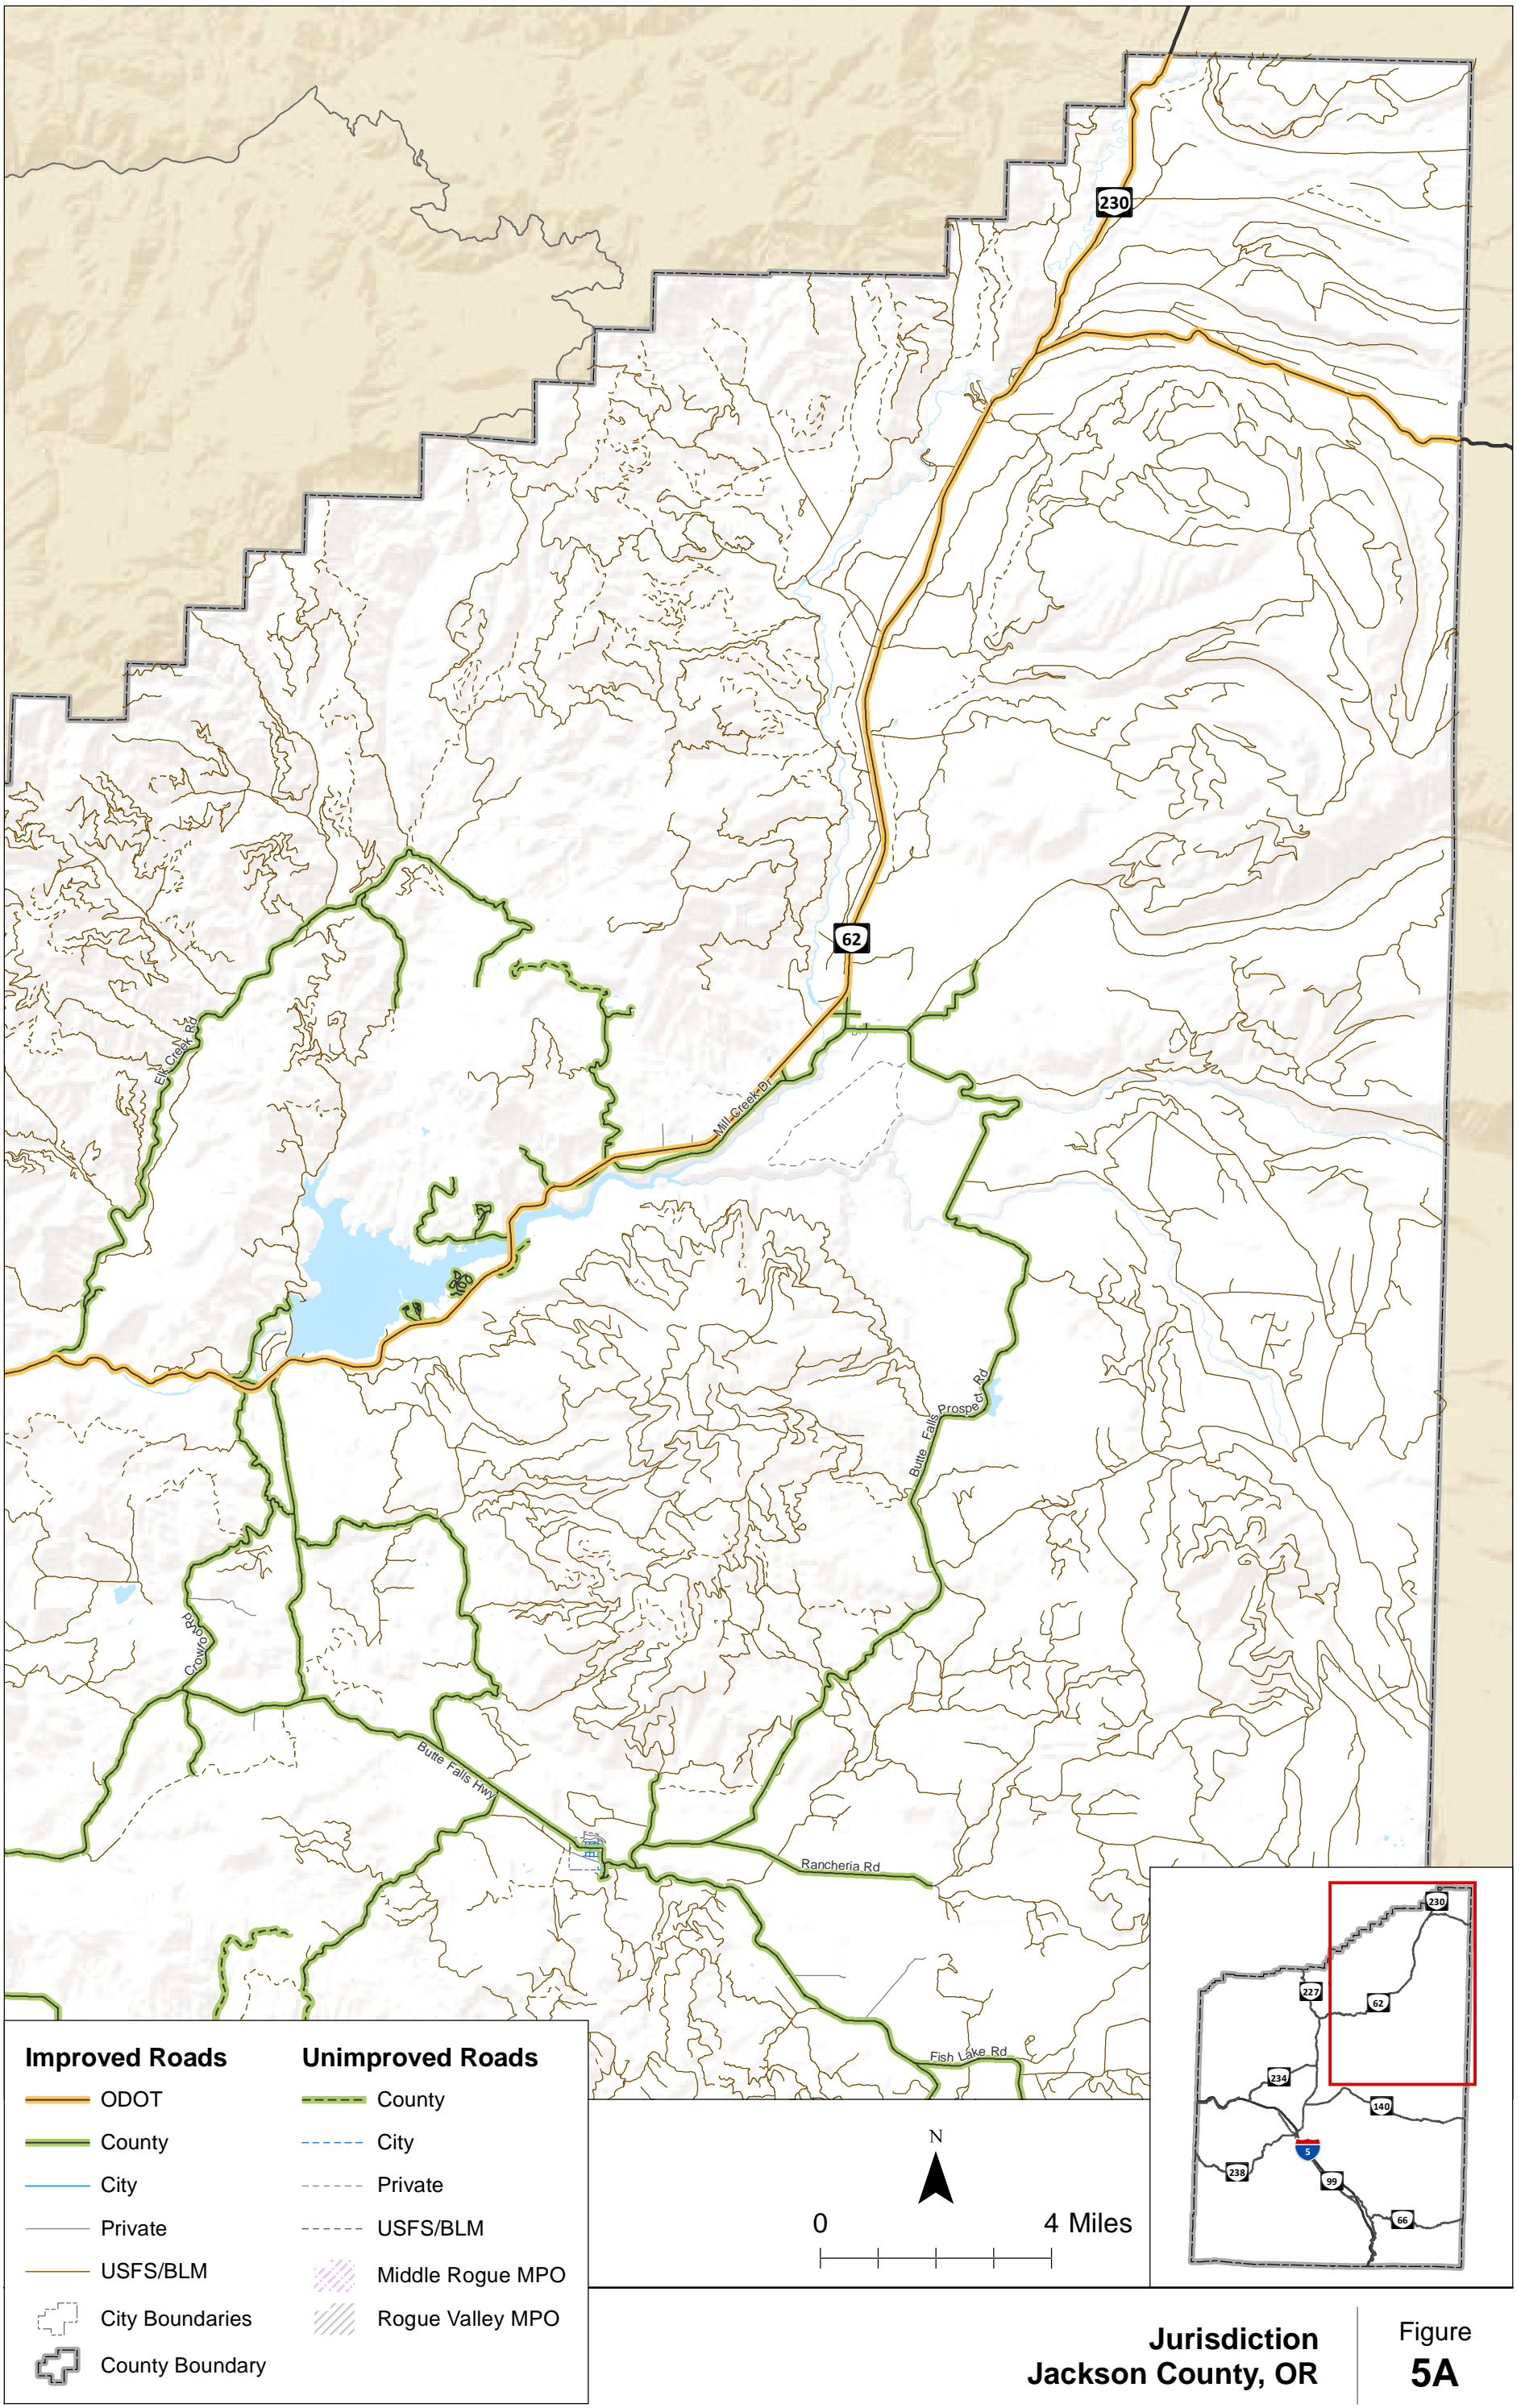 230
62
Elk Creek Rd
Mill Creek Dr
Prospect Rd
Butte Falls
Crowfoot Rd
Butte Falls Hwy
Rancheria Rd
Fish Lake Rd
230
227
62
234
140
5
238
99
66
Improved Roads
ODOT
County
City
Private
USFS/BLM
City Boundaries
County Boundary
Unimproved Roads
County
City
Private
USFS/BLM
Middle Rogue MPO
Rogue Valley MPO
N
0 4 Miles
Jurisdiction
Jackson County, OR
Figure
5A